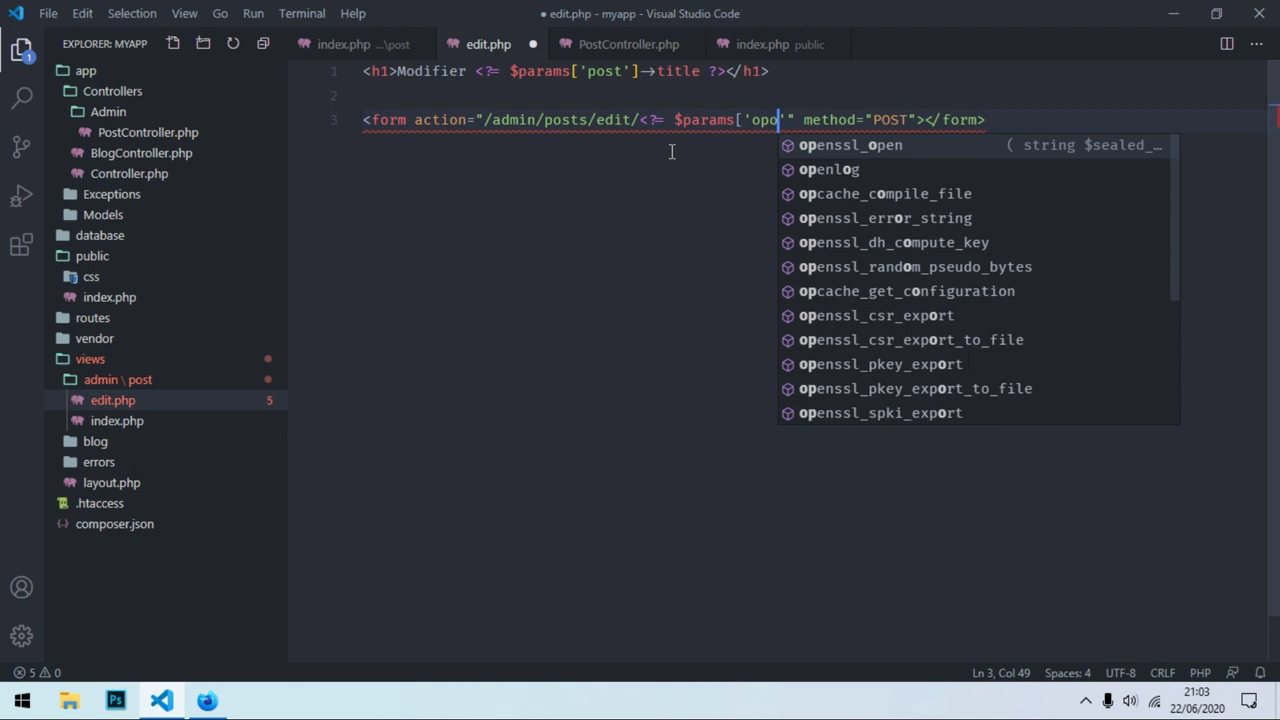 File Edit Selection View Go Run Terminal Help
● edit.php - myapp - Visual Studio Code
EXPLORER: MYAPP
index.php ...\post
edit.php
PostController.php
index.php public
1
app
Controllers
Admin
PostController.php
BlogController.php
Controller.php
Exceptions
Models
database
public
css
index.php
routes
vendor
views
admin \ post
edit.php 5
index.php
blog
errors
layout.php
.htaccess
composer.json
1 <h1>Modifier <?= $params['post']->title ?></h1>
2
3 <form action="/admin/posts/edit/<?= $params['opo'" method="POST"></form>
openssl_open ( string $sealed_…
openlog
opcache_compile_file
openssl_error_string
openssl_dh_compute_key
openssl_random_pseudo_bytes
opcache_get_configuration
openssl_csr_export
openssl_csr_export_to_file
openssl_pkey_export
openssl_pkey_export_to_file
openssl_spki_export
5 0
Ln 3, Col 49 Spaces: 4 UTF-8 CRLF PHP
Ps
21:03
22/06/2020